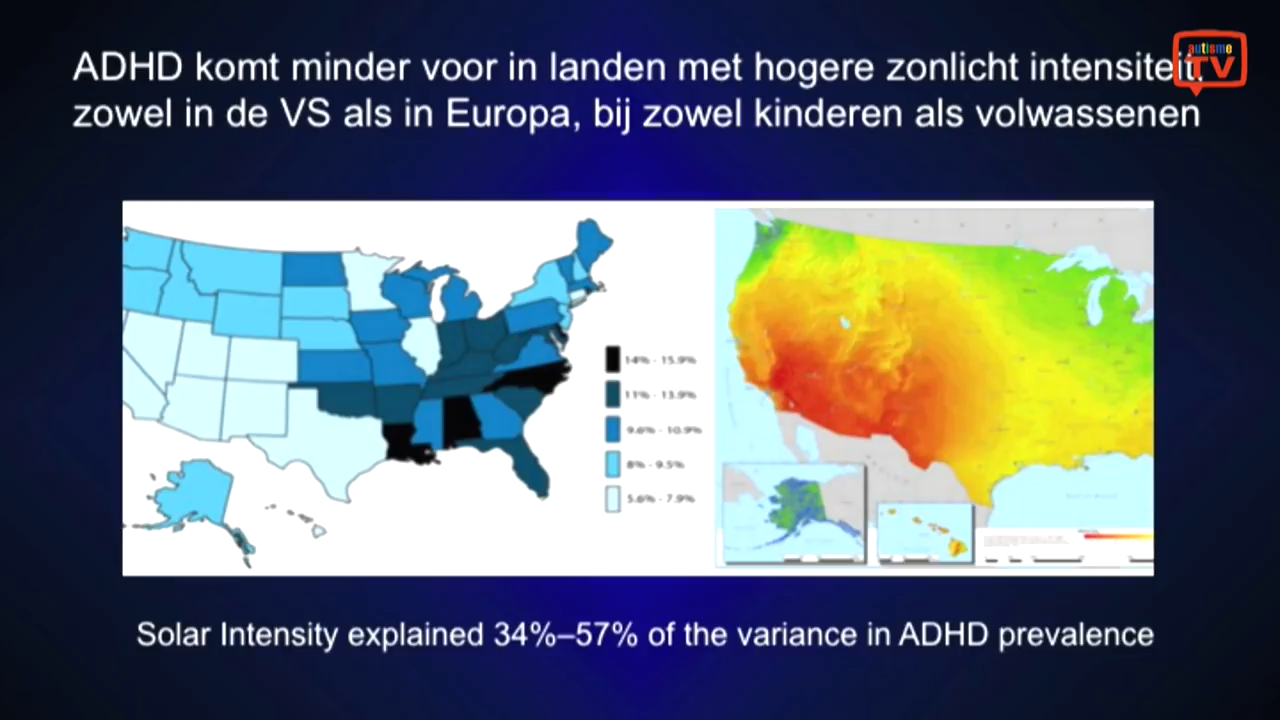 ADHD komt minder voor in landen met hogere zonlicht intensiteit,
zowel in de VS als in Europa, bij zowel kinderen als volwassenen
autisme
TV
14% - 15.9%
11% - 13.9%
9.6% - 10.9%
8% - 9.5%
5.6% - 7.9%
Solar Intensity explained 34%–57% of the variance in ADHD prevalence